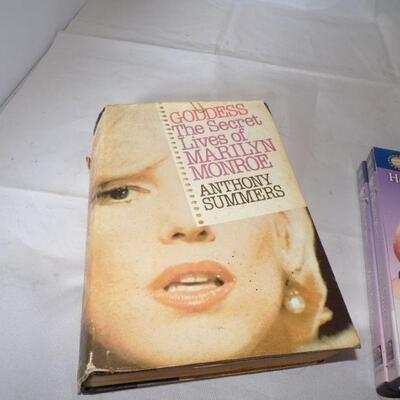 GODDESS
The Secret
Lives of
MARILYN
MONROE
ANTHONY
SUMMERS
H